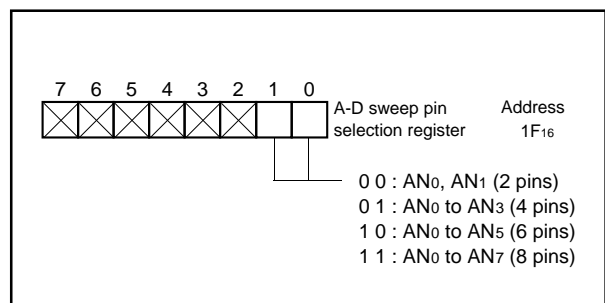 7 6 5 4 3 2 1 0
A-D sweep pin selection register
Address 1F16
0 0 : AN0, AN1 (2 pins)
0 1 : AN0 to AN3 (4 pins)
1 0 : AN0 to AN5 (6 pins)
1 1 : AN0 to AN7 (8 pins)